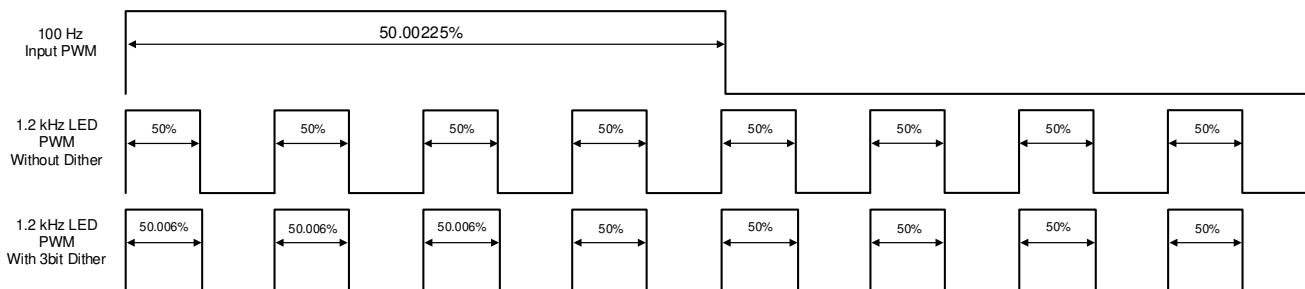 100 Hz
Input PWM
50.00225%
1.2 kHz LED
PWM
Without Dither
50% 50% 50% 50% 50% 50% 50% 50%
1.2 kHz LED
PWM
With 3bit Dither
50.006% 50.006% 50.006% 50% 50% 50% 50% 50%